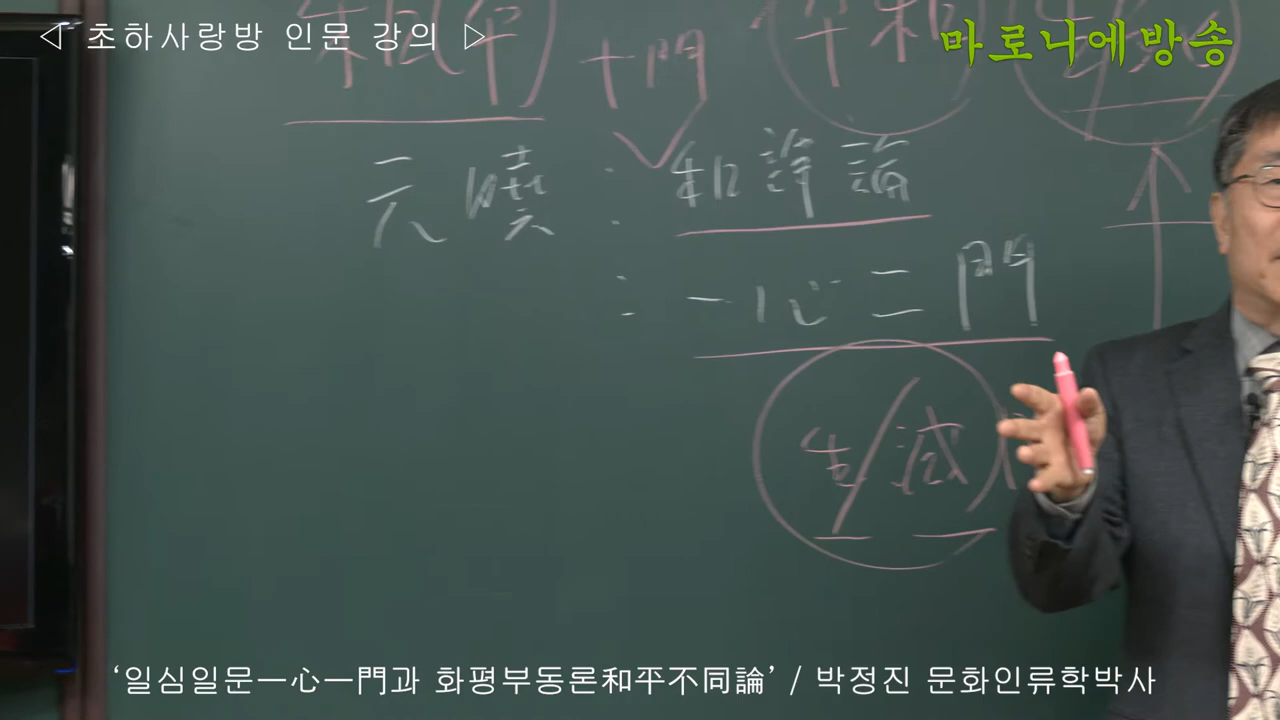 ◁ 초하사랑방 인문 강의 ▷
마로니에방송
十門
元曉 : 和諍論
: 一心二門
生/滅
‘일심일문一心一門과 화평부동론和平不同論’ / 박정진 문화인류학박사